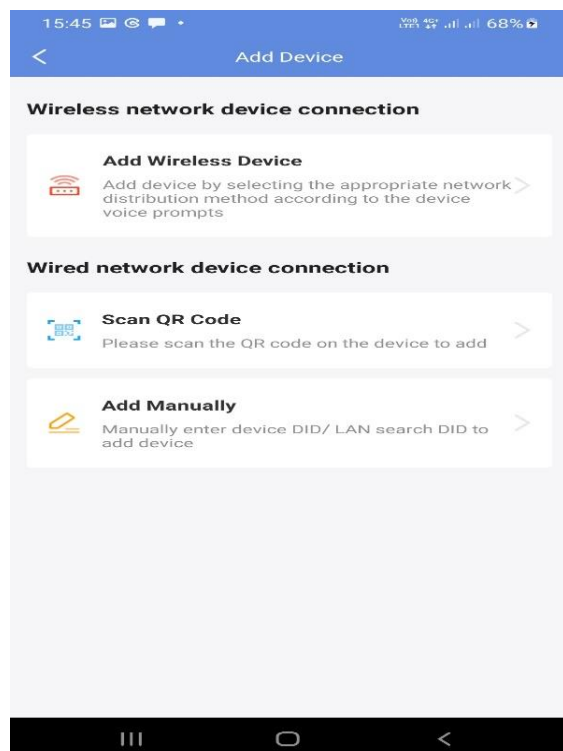 15:45
VoLTE1 4G+ 68%
Add Device
Wireless network device connection
Add Wireless Device
Add device by selecting the appropriate network
distribution method according to the device
voice prompts
Wired network device connection
Scan QR Code
Please scan the QR code on the device to add
Add Manually
Manually enter device DID/ LAN search DID to
add device